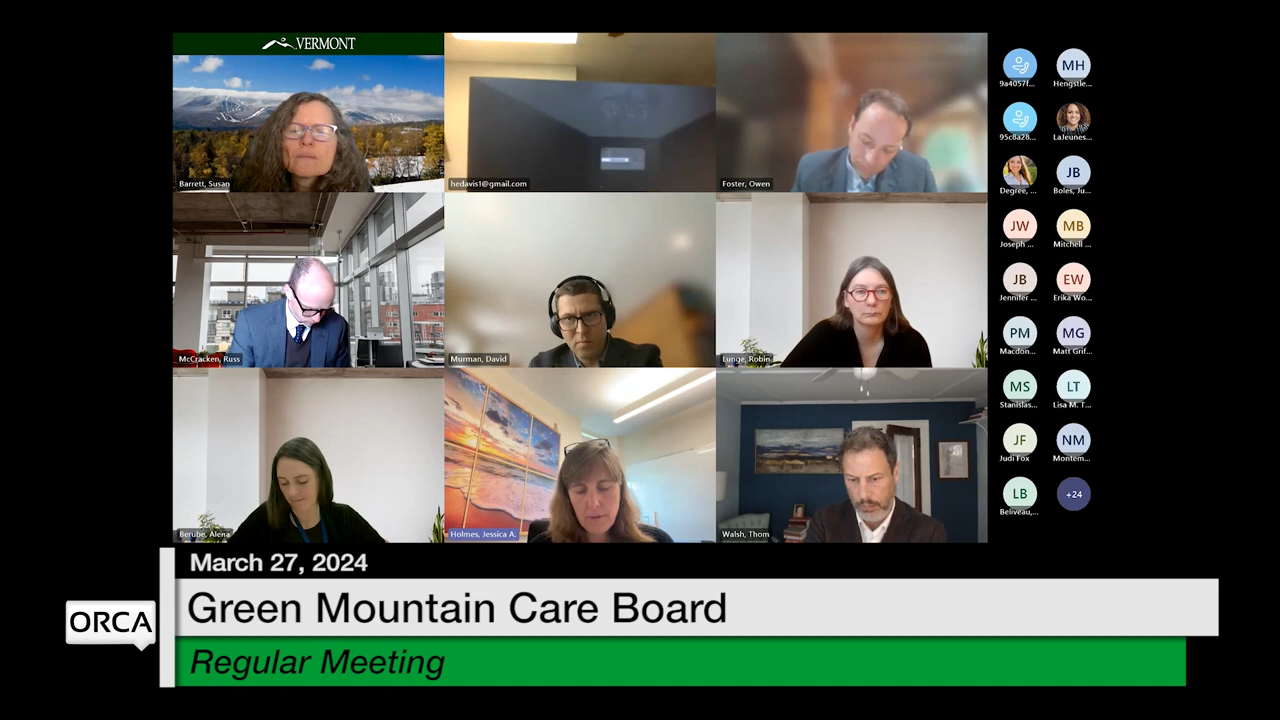 VERMONT
Barrett, Susan
hedavis1@gmail.com
Foster, Owen
McCracken, Russ
Murman, David
Lunge, Robin
Berube, Alena
Holmes, Jessica A.
Walsh, Thom
9a4057f...
MH
Hengstle...
95c8a28...
LaJeunes...
Degree, ...
JB
Boles, Ju...
JW
Joseph ...
MB
Mitchell ...
JB
Jennifer ...
EW
Erika Wo...
PM
Macdon...
MG
Matt Grif...
MS
Stanislas...
LT
Lisa M. T...
JF
Judi Fox
NM
Montem...
LB
Beliveau,...
+24
March 27, 2024
ORCA
Green Mountain Care Board
Regular Meeting